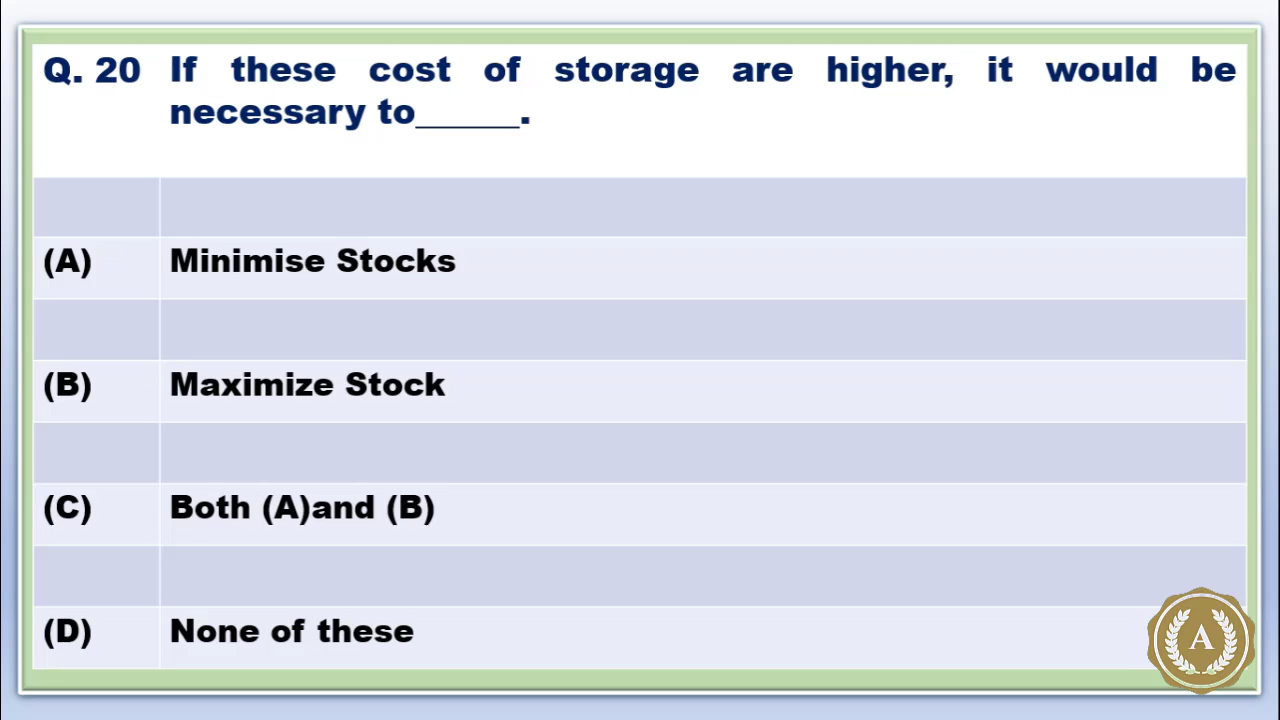 Q. 20 If these cost of storage are higher, it would be
necessary to______.
(A) Minimise Stocks
(B) Maximize Stock
(C) Both (A)and (B)
(D) None of these
A